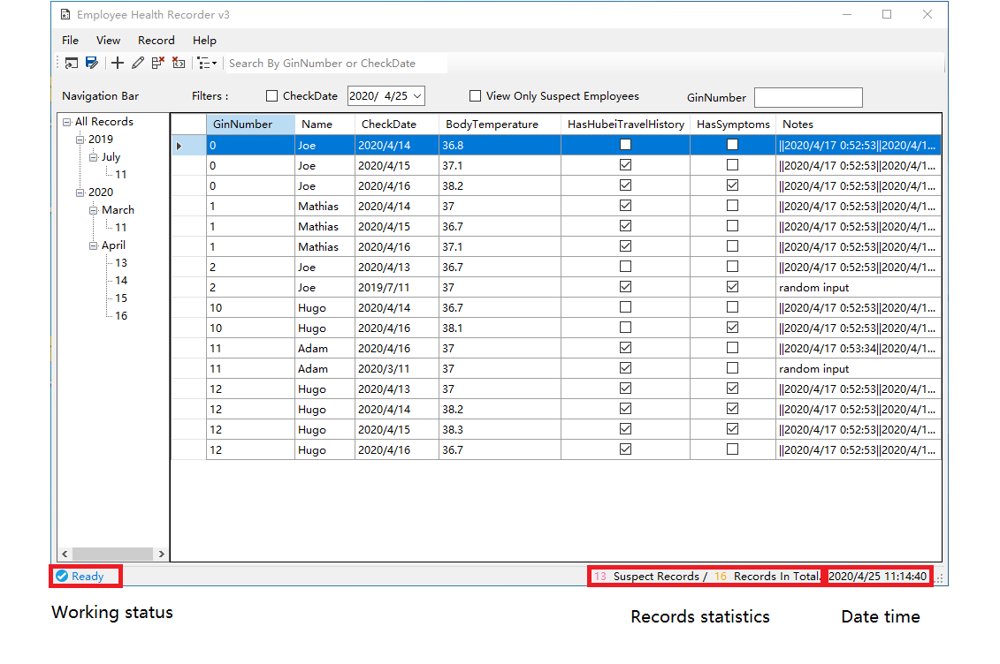 Employee Health Recorder v3
File View Record Help
Search By GinNumber or CheckDate
Navigation Bar Filters : CheckDate 2020/ 4/25 View Only Suspect Employees GinNumber
All Records
2019
July
11
2020
March
11
April
13
14
15
16
GinNumber Name CheckDate BodyTemperature HasHubeiTravelHistory HasSymptoms Notes
0 Joe 2020/4/14 36.8 ||2020/4/17 0:52:53||2020/4/1...
0 Joe 2020/4/15 37.1 ||2020/4/17 0:52:53||2020/4/1...
0 Joe 2020/4/16 38.2 ||2020/4/17 0:52:53||2020/4/1...
1 Mathias 2020/4/14 37 ||2020/4/17 0:52:53||2020/4/1...
1 Mathias 2020/4/15 36.7 ||2020/4/17 0:52:53||2020/4/1...
1 Mathias 2020/4/16 37.1 ||2020/4/17 0:52:53||2020/4/1...
2 Joe 2020/4/13 36.7 ||2020/4/17 0:52:53||2020/4/1...
2 Joe 2019/7/11 37 random input
10 Hugo 2020/4/14 36.7 ||2020/4/17 0:52:53||2020/4/1...
10 Hugo 2020/4/16 38.1 ||2020/4/17 0:52:53||2020/4/1...
11 Adam 2020/4/16 37 ||2020/4/17 0:53:34||2020/4/1...
11 Adam 2020/3/11 37 random input
12 Hugo 2020/4/13 37 ||2020/4/17 0:52:53||2020/4/1...
12 Hugo 2020/4/14 38.2 ||2020/4/17 0:52:53||2020/4/1...
12 Hugo 2020/4/15 38.3 ||2020/4/17 0:52:53||2020/4/1...
12 Hugo 2020/4/16 36.7 ||2020/4/17 0:52:53||2020/4/1...
Ready 13 Suspect Records / 16 Records In Total. 2020/4/25 11:14:40
Working status Records statistics Date time